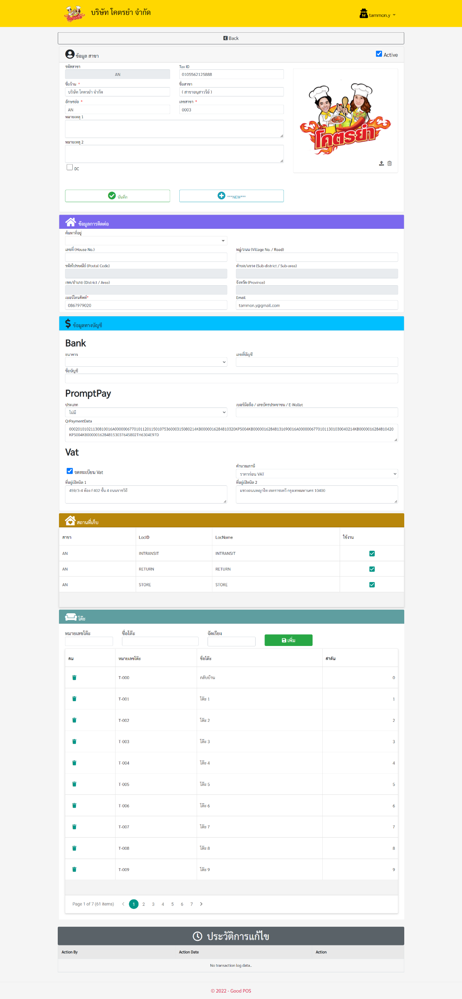 โคตรยำ
บริษัท โคตรยำ จำกัด
tammon.y
Back
ข้อมูล สาขา
Active
รหัสสาขา
Tax ID
AN
0105562125888
ชื่อร้าน *
ชื่อสาขา
บริษัท โคตรยำ จำกัด
( สาขาอนุสาวรีย์ )
อักษรย่อ *
เลขสาขา *
AN
0003
โคตรยำ
หมายเหตุ 1
หมายเหตุ 2
DC
บันทึก
***NEW***
ข้อมูลการติดต่อ
ค้นหาที่อยู่
เลขที่ (House No.)
หมู่/ถนน (Village No. / Road)
รหัสไปรษณีย์ (Postal Code)
ตำบล/แขวง (Sub-district / Sub-area)
เขต/อำเภอ (District / Area)
จังหวัด (Province)
เบอร์โทรศัพท์*
Email
0867979020
tammon.y@gmail.com
ข้อมูลทางบัญชี
Bank
ธนาคาร
เลขที่บัญชี
ชื่อบัญชี
PromptPay
ประเภท
เบอร์มือถือ / เลขบัตรประชาชน / E-Wallet
ไม่มี
QrPaymentData
00020101021130810016A00000067701011201150107536000315080214KB0000016284810320KPS004KB00000162848131690016A00000067701011301030040214KB0000016284810420
KPS004KB00000162848153037645802TH6304E97D
Vat
จดทะเบียน Vat
คำนวณภาษี
ราคาก่อน VAT
ที่อยู่เปิดบิล 1
ที่อยู่เปิดบิล 2
459/3-4 ห้อง F402 ชั้น 4 ถนนราชวิถี
แขวงถนนพญาไท เขตราชเทวี กรุงเทพมหานคร 10400
สถานที่เก็บ
สาขา LocID LocName ใช้งาน
AN INTRANSIT INTRANSIT
AN RETURN RETURN
AN STORE STORE
โต๊ะ
หมายเลขโต๊ะ ชื่อโต๊ะ จัดเรียง
เพิ่ม
ลบ หมายเลขโต๊ะ ชื่อโต๊ะ ลำดับ
T-000 กลับบ้าน 0
T-001 โต๊ะ 1 1
T-002 โต๊ะ 2 2
T-003 โต๊ะ 3 3
T-004 โต๊ะ 4 4
T-005 โต๊ะ 5 5
T-006 โต๊ะ 6 6
T-007 โต๊ะ 7 7
T-008 โต๊ะ 8 8
T-009 โต๊ะ 9 9
Page 1 of 7 (61 items) 1 2 3 4 5 6 7
ประวัติการแก้ไข
Action By Action Date Action
No transaction log data..
© 2022 - Good POS